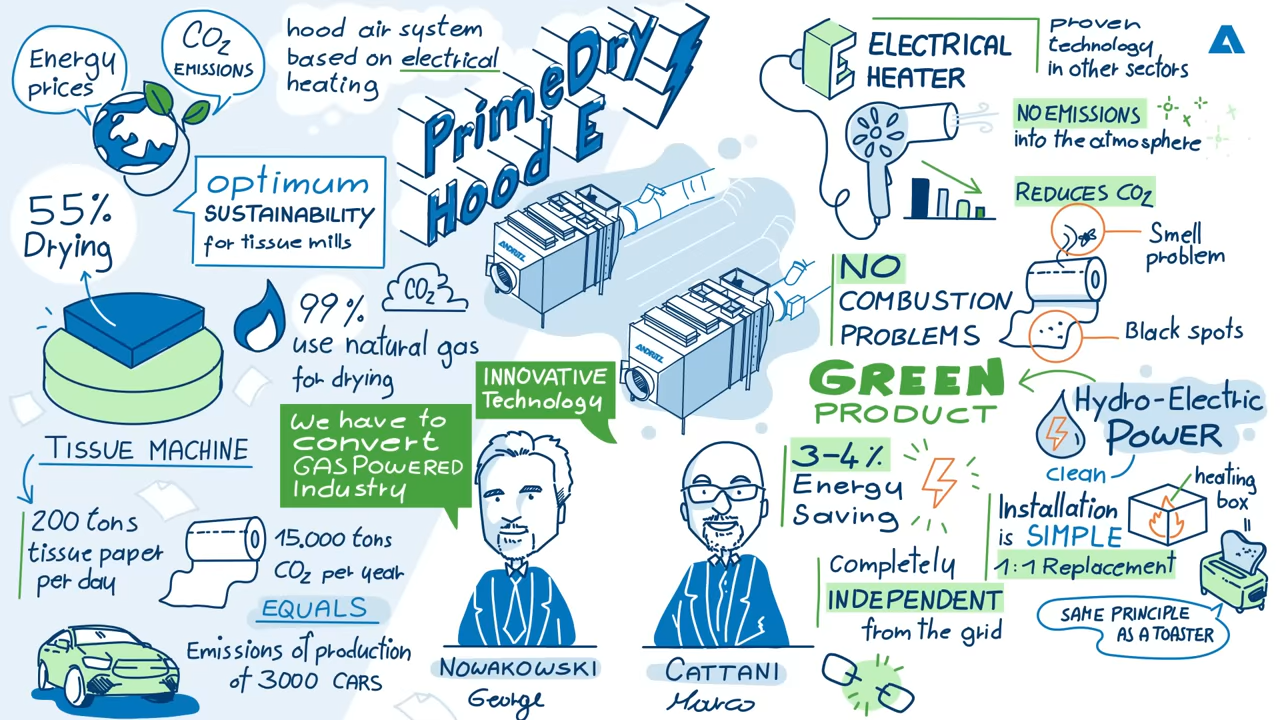 Energy
prices
CO₂
EMISSIONS
hood air system
based on electrical
heating
PrimeDry
Hood E
optimum
SUSTAINABILITY
for tissue mills
55%
Drying
99%
use natural gas
for drying
CO₂
TISSUE MACHINE
We have to
convert
GAS POWERED
Industry
INNOVATIVE
Technology
200 tons
tissue paper
per day
15.000 tons
CO₂ per year
EQUALS
Emissions of production
of 3000 CARS
ANDRITZ
ANDRITZ
NOWAKOWSKI
George
CATTANI
Marco
E
ELECTRICAL
HEATER
proven
technology
in other sectors
NO EMISSIONS
into the atmosphere
REDUCES CO₂
NO
COMBUSTION
PROBLEMS
Smell
problem
Black spots
GREEN
PRODUCT
Hydro-Electric
POWER
clean
3-4%
Energy
Saving
Installation
is SIMPLE
1:1 Replacement
heating
box
Completely
INDEPENDENT
from the grid
SAME PRINCIPLE
AS A TOASTER